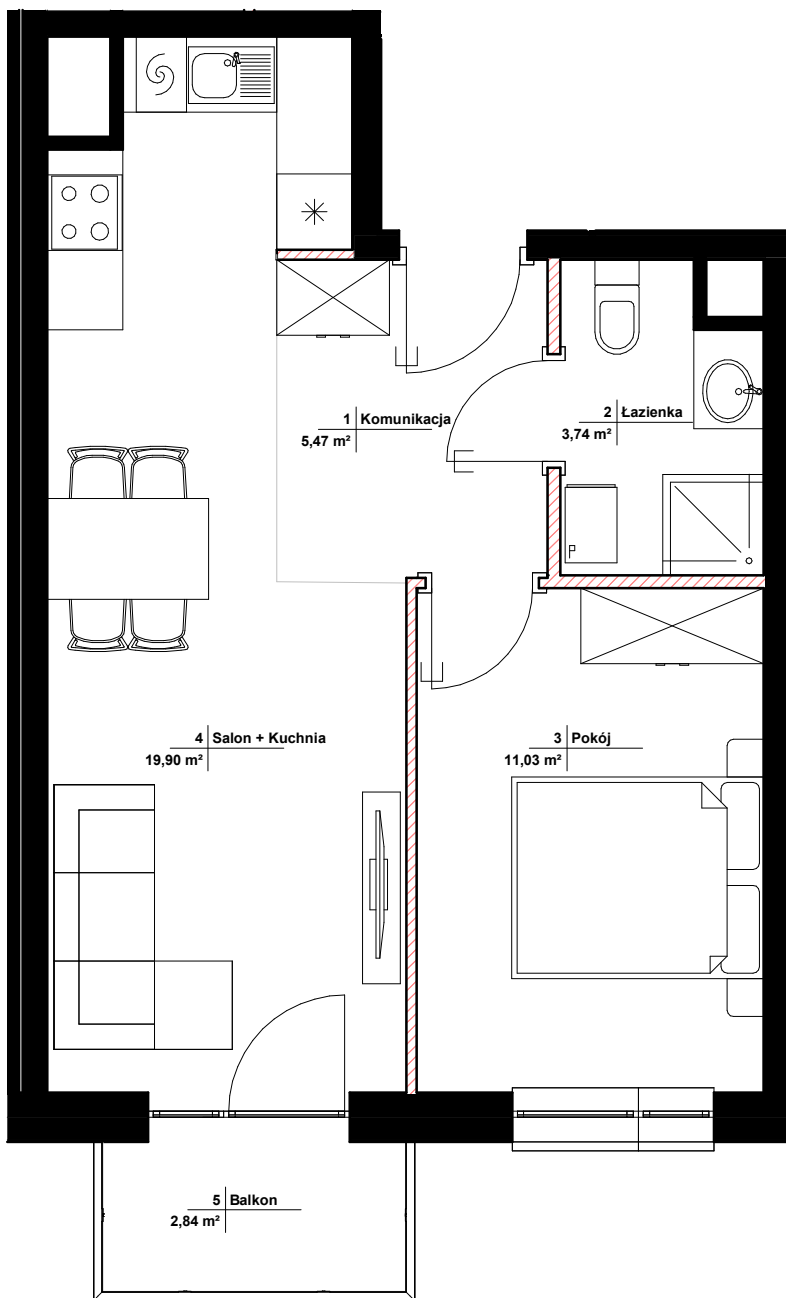 1 Komunikacja
5,47 m²
2 Łazienka
3,74 m²
P
4 Salon + Kuchnia
19,90 m²
3 Pokój
11,03 m²
5 Balkon
2,84 m²